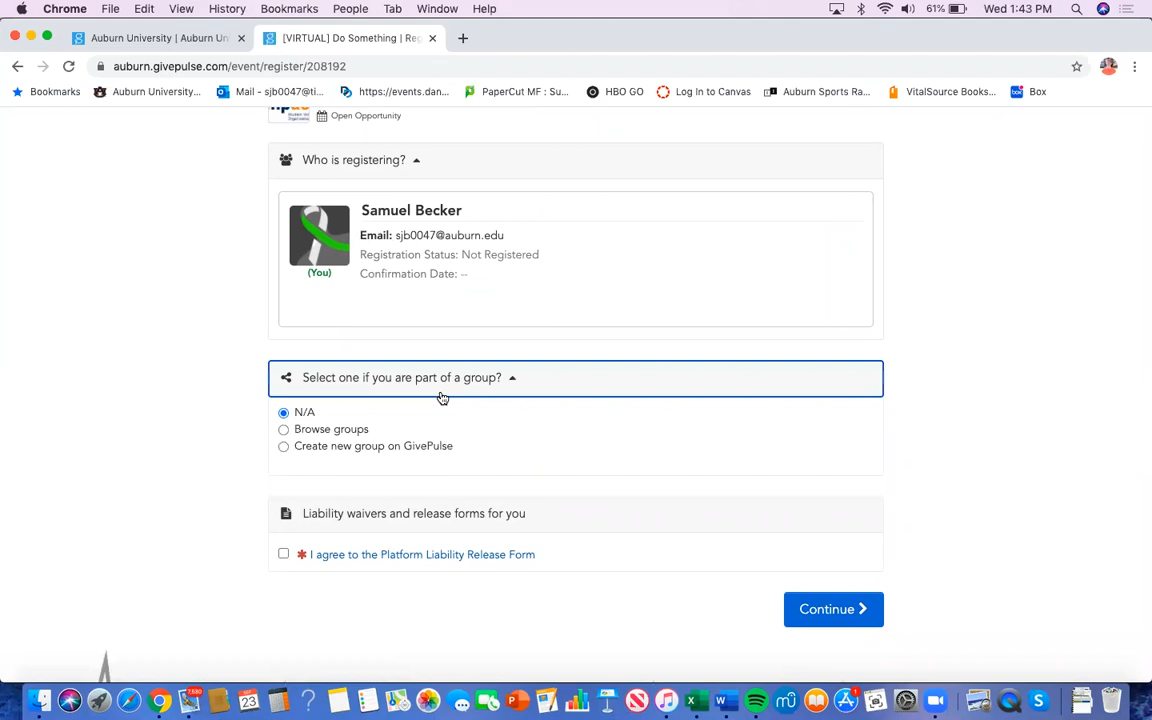 Chrome File Edit View History Bookmarks People Tab Window Help 61% Wed 1:43 PM
Auburn University | Auburn Un [VIRTUAL] Do Something | Reg
auburn.givepulse.com/event/register/208192
Bookmarks Auburn University... Mail - sjb0047@ti... https://events.dan... PaperCut MF : Su... HBO GO Log In to Canvas Auburn Sports Ra... VitalSource Books... Box
Open Opportunity
Who is registering?
Samuel Becker
Email: sjb0047@auburn.edu
Registration Status: Not Registered
(You)
Confirmation Date: --
Select one if you are part of a group?
N/A
Browse groups
Create new group on GivePulse
Liability waivers and release forms for you
* I agree to the Platform Liability Release Form
Continue